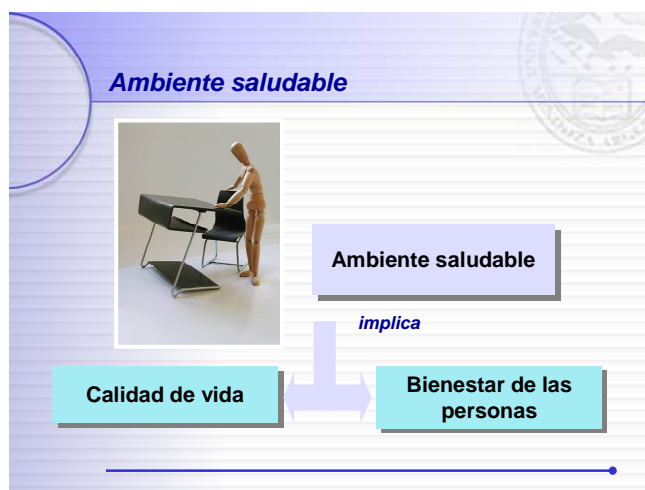 Ambiente saludable
Ambiente saludable
implica
Calidad de vida
Bienestar de las
personas